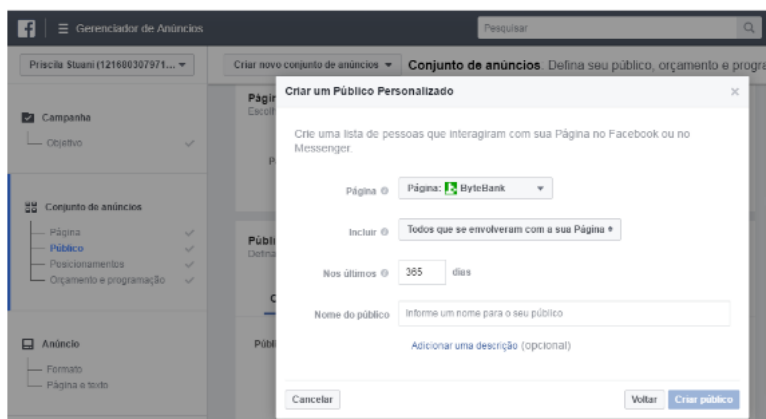 Gerenciador de Anúncios
Pesquisar
Priscila Stuani (121680307971...
Criar novo conjunto de anúncios
Conjunto de anúncios. Defina seu público, orçamento e progra
Campanha
Objetivo
Conjunto de anúncios
Página
Público
Posicionamentos
Orçamento e programação
Anúncio
Formato
Página e texto
Criar um Público Personalizado
Crie uma lista de pessoas que interagiram com sua Página no Facebook ou no
Messenger.
Página
Página: ByteBank
Incluir
Todos que se envolveram com a sua Página
Nos últimos
365
dias
Nome do público
Informe um nome para o seu público
Adicionar uma descrição (opcional)
Cancelar
Voltar
Criar público